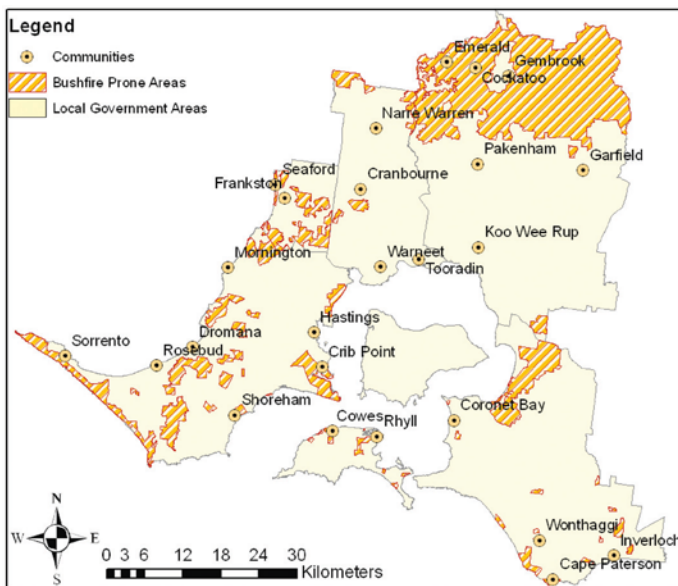 Legend
Communities
Bushfire Prone Areas
Local Government Areas
Emerald
Gembrook
Cockatoo
Narre Warren
Pakenham
Garfield
Seaford
Frankston
Cranbourne
Koo Wee Rup
Mornington
Warneet
Tooradin
Hastings
Sorrento
Dromana
Rosebud
Crib Point
Shoreham
Cowes
Rhyll
Coronet Bay
Wonthaggi
Inverloch
Cape Paterson
N
W E
S
0 3 6 12 18 24 30
Kilometers